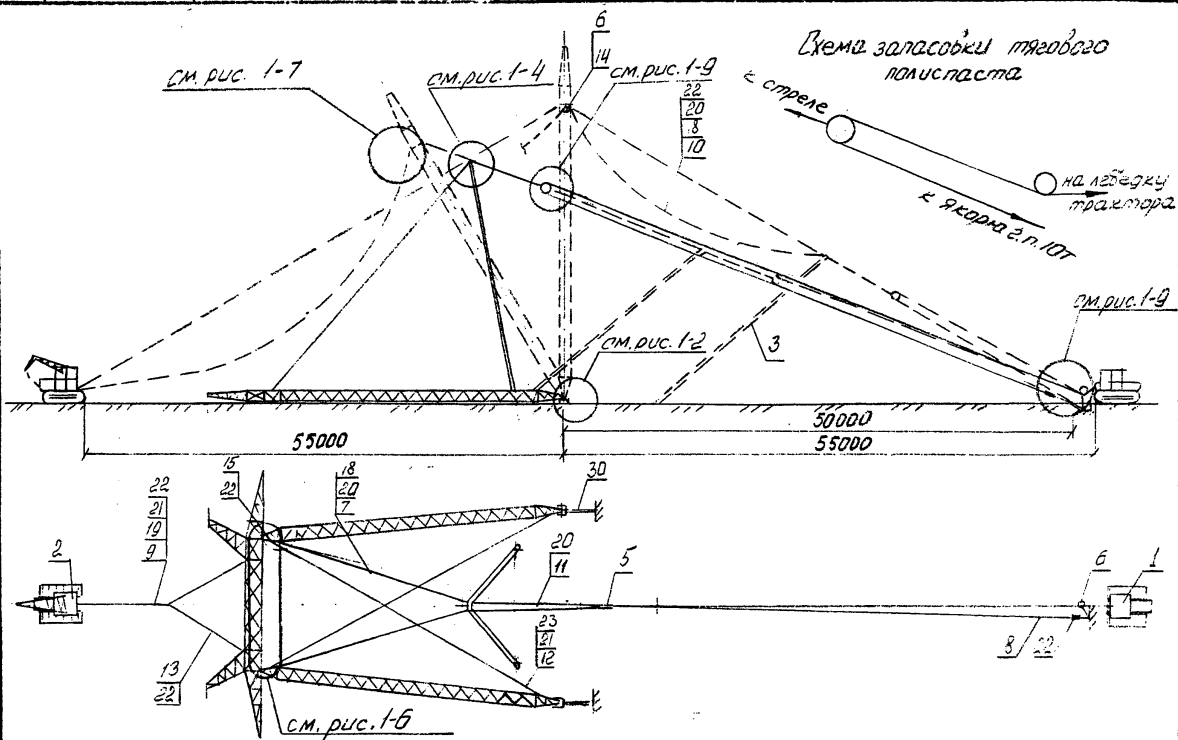 6
14
Схема запасовки тягового
полиспаста
см. рис. 1-7
см. рис. 1-4
см. рис. 1-9
22
20
8
10
к стреле
на лебедку
трактора
к якорю г.п. 10т
см. рис. 1-9
см. рис. 1-2
3
50000
55000
55000
15
22
18
20
7
30
22
21
19
9
2
20
11
5
6
1
23
21
12
8
22
13
22
см. рис. 1-6